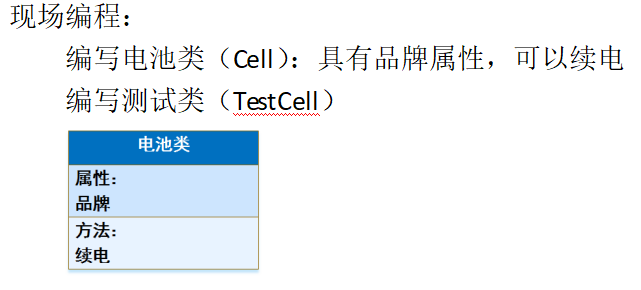 现场编程：
编写电池类（Cell）：具有品牌属性，可以续电
编写测试类（TestCell）
电池类
属性：
品牌
方法：
续电